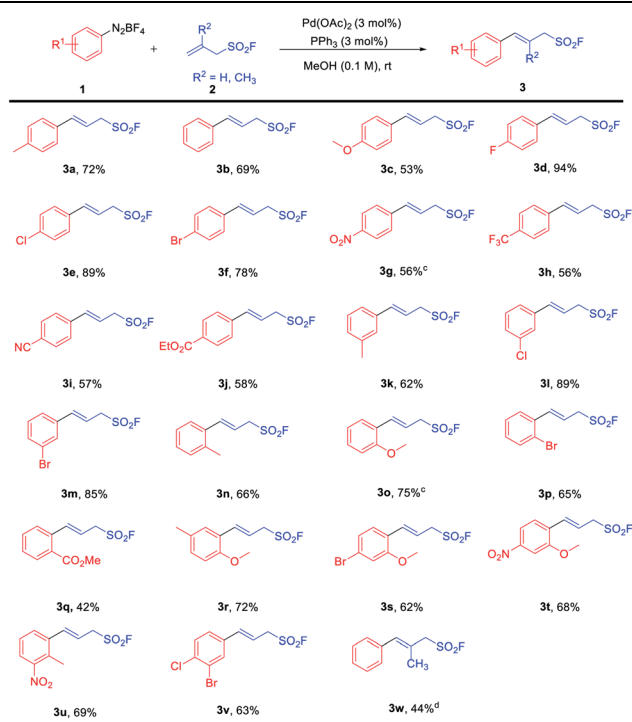 N₂BF₄
R¹
1
+
R²
SO₂F
R² = H, CH₃
2
Pd(OAc)₂ (3 mol%)
PPh₃ (3 mol%)
MeOH (0.1 M), rt
R¹
R²
SO₂F
3
SO₂F
3a, 72%
SO₂F
3b, 69%
O
SO₂F
3c, 53%
F
SO₂F
3d, 94%
Cl
SO₂F
3e, 89%
Br
SO₂F
3f, 78%
O₂N
SO₂F
3g, 56%ᶜ
F₃C
SO₂F
3h, 56%
NC
SO₂F
3i, 57%
EtO₂C
SO₂F
3j, 58%
SO₂F
3k, 62%
SO₂F
Cl
3l, 89%
SO₂F
Br
3m, 85%
SO₂F
3n, 66%
SO₂F
O
3o, 75%ᶜ
SO₂F
Br
3p, 65%
SO₂F
CO₂Me
3q, 42%
SO₂F
O
3r, 72%
SO₂F
Br
O
3s, 62%
SO₂F
NO₂
O
3t, 68%
SO₂F
NO₂
3u, 69%
SO₂F
Cl
Br
3v, 63%
SO₂F
CH₃
3w, 44%ᵈ